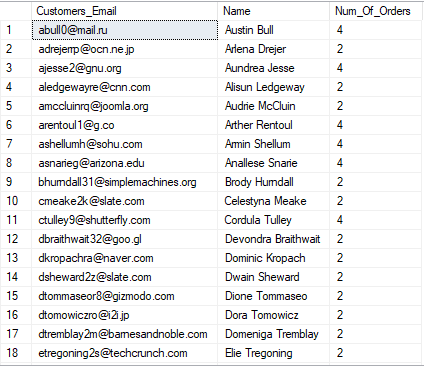 Customers_Email Name Num_Of_Orders
1 abull0@mail.ru Austin Bull 4
2 adrejerrp@ocn.ne.jp Arlena Drejer 2
3 ajesse2@gnu.org Aundrea Jesse 4
4 aledgewayre@cnn.com Alisun Ledgeway 2
5 amccluinrq@joomla.org Audrie McCluin 2
6 arentoul1@g.co Arther Rentoul 4
7 ashellumh@sohu.com Armin Shellum 4
8 asnarieg@arizona.edu Anallese Snarie 4
9 bhurndall31@simplemachines.org Brody Hurndall 2
10 cmeake2k@slate.com Celestyna Meake 2
11 ctulley9@shutterfly.com Cordula Tulley 4
12 dbraithwait32@goo.gl Devondra Braithwait 2
13 dkropachra@naver.com Dominic Kropach 2
14 dsheward2z@slate.com Dwain Sheward 2
15 dtommaseor8@gizmodo.com Dione Tommaseo 2
16 dtomowiczro@i2i.jp Dora Tomowicz 2
17 dtremblay2m@barnesandnoble.com Domeniga Tremblay 2
18 etregoning2s@techcrunch.com Elie Tregoning 2